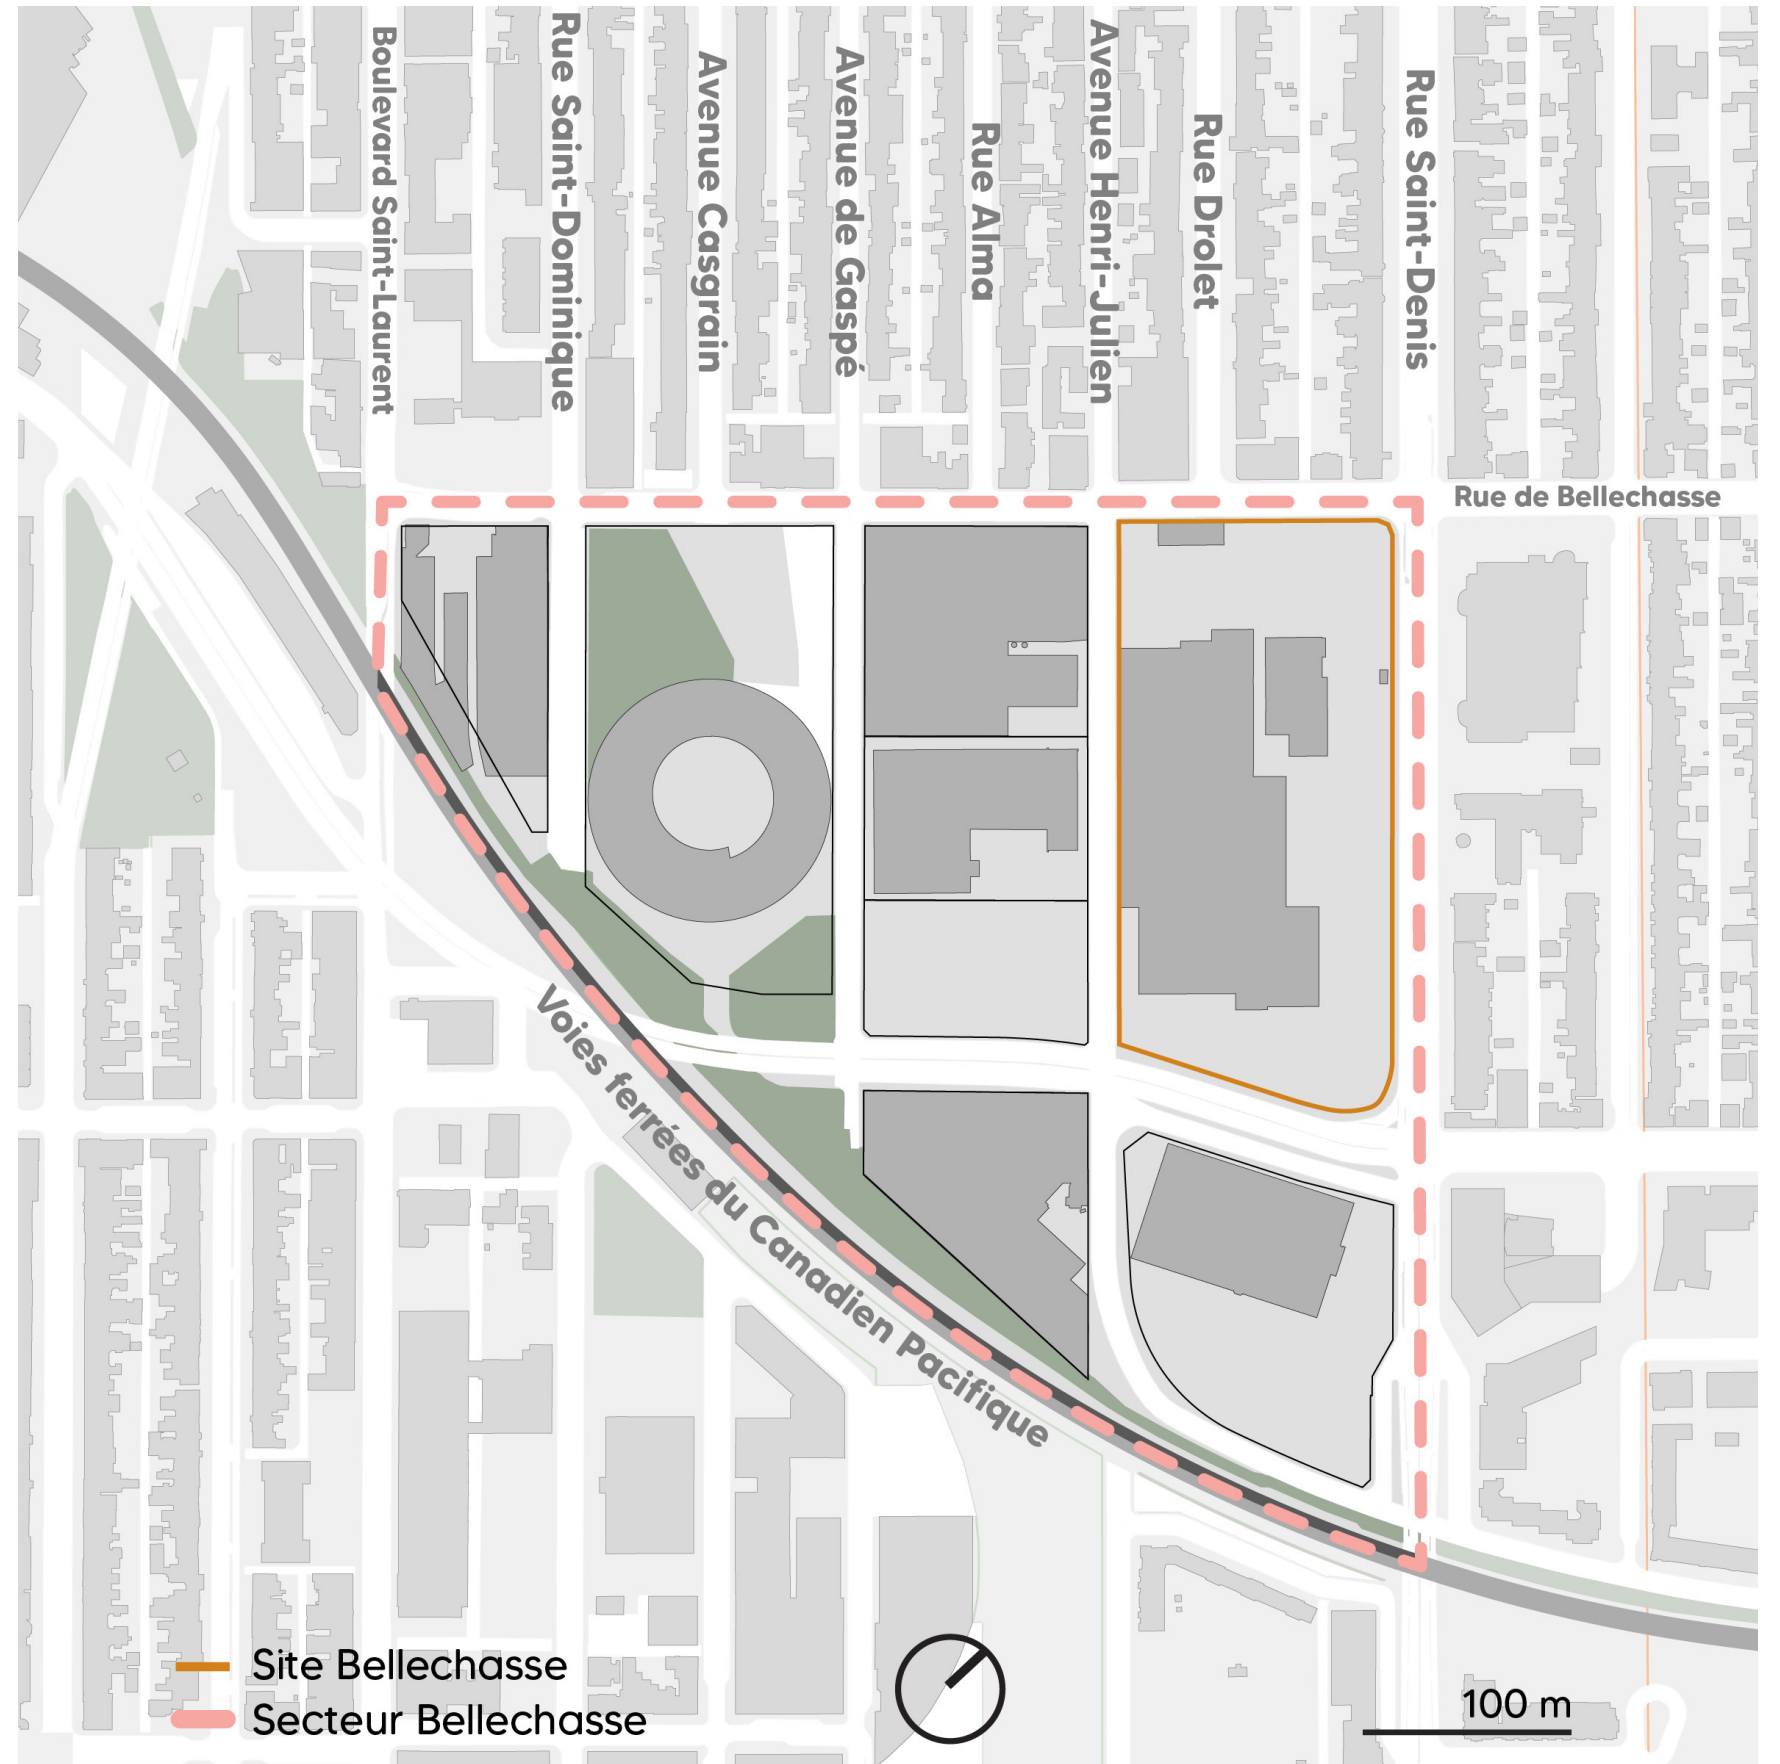 Boulevard Saint-Laurent
Rue Saint-Dominique
Avenue Casgrain
Avenue de Gaspé
Rue Alma
Avenue Henri-Julien
Rue Drolet
Rue Saint-Denis
Rue de Bellechasse
Voies ferrées du Canadien Pacifique
Site Bellechasse
Secteur Bellechasse
100 m